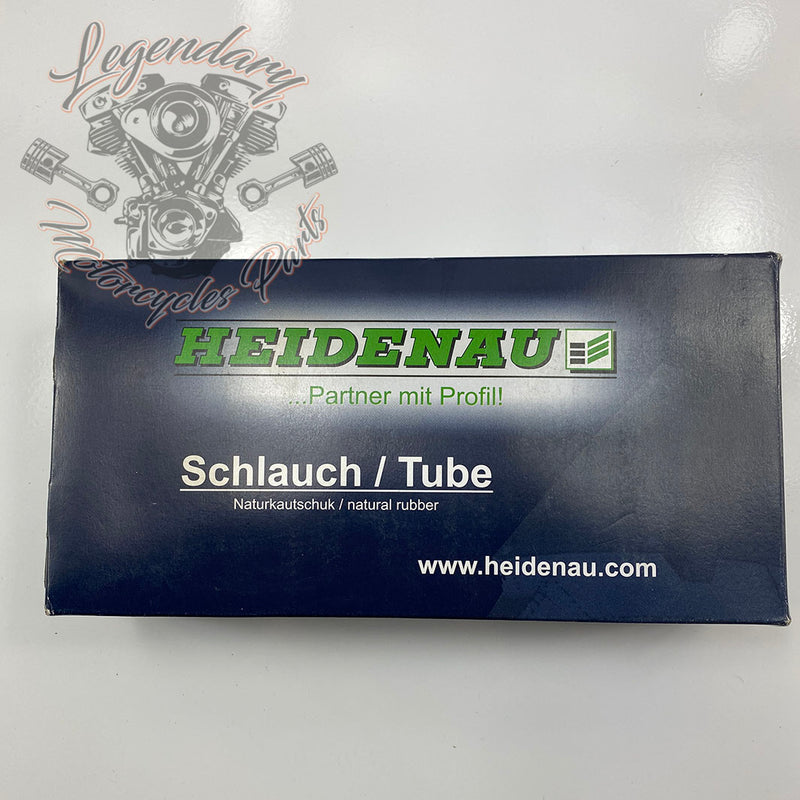 Legendary
Motorcycles Parts
HEIDENAU
...Partner mit Profil!
Schlauch / Tube
Naturkautschuk / natural rubber
www.heidenau.com